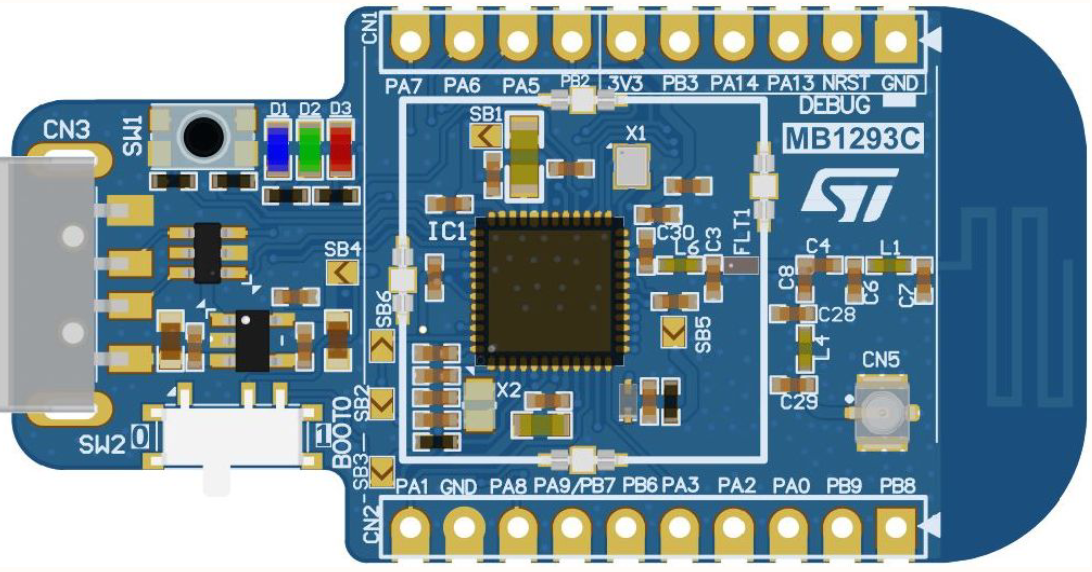 CN1
PA7 PA6 PA5 PB2 3V3 PB3 PA14 PA13 NRST GND
DEBUG
MB1293C
ST
CN3
SW1
D1 D2 D3
SB1
X1
IC1
C30
L6
C3
FLT1
SB4
SB6
SB5
C4
L1
C8
C6
C7
C28
L4
C29
CN5
X2
SB2
SW2
0
1
BOOT0
SB3
PA1 GND PA8 PA9/PB7 PB6 PA3 PA2 PA0 PB9 PB8
CN2